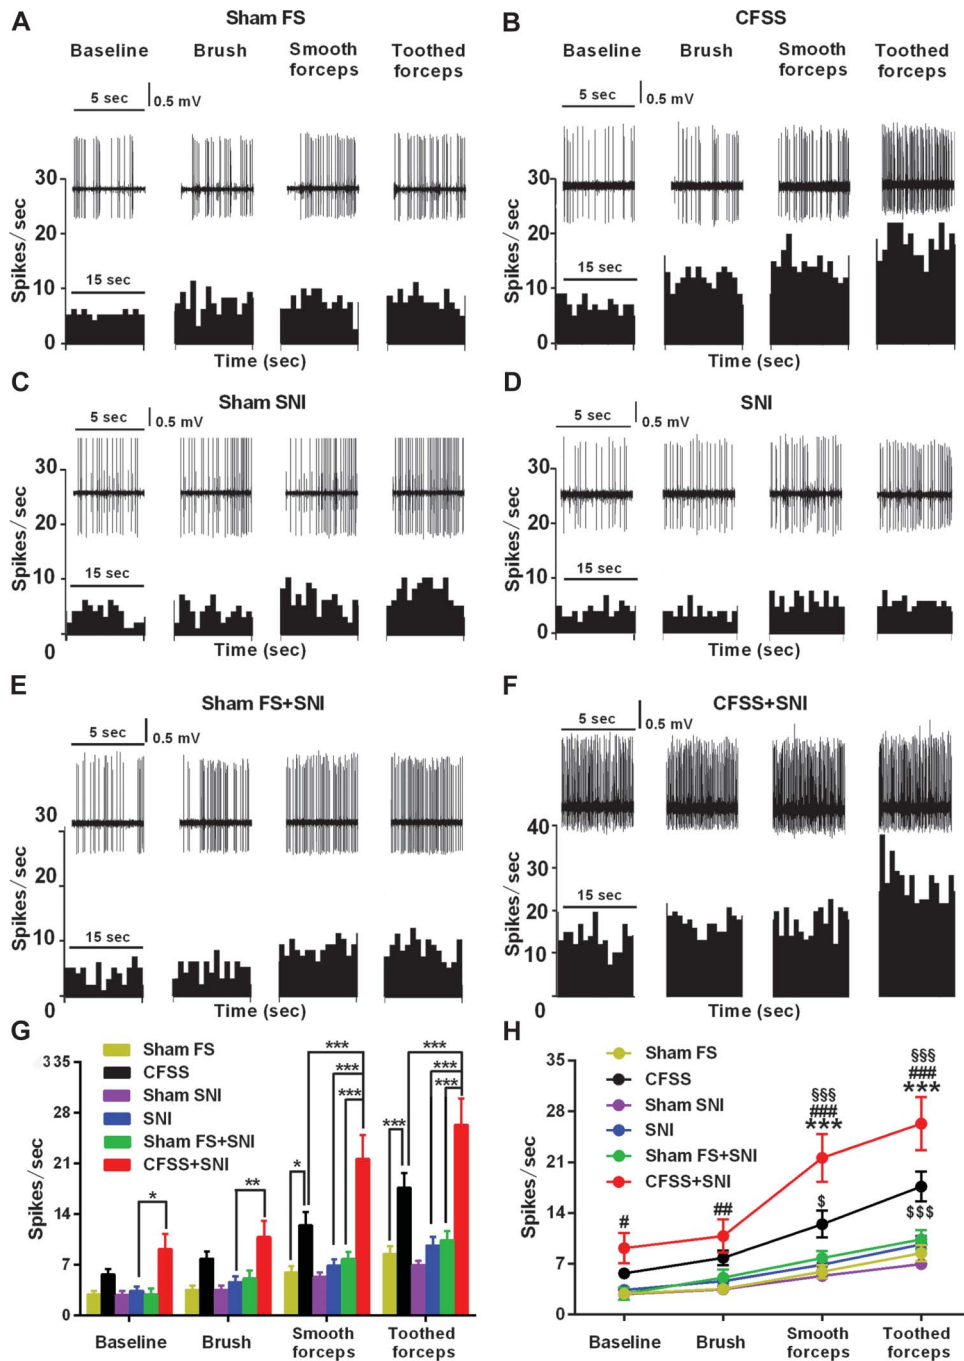 A
Sham FS
Baseline
Brush
Smooth forceps
Toothed forceps
5 sec
0.5 mV
30
20
10
0
Spikes/sec
15 sec
Time (sec)
B
CFSS
Baseline
Brush
Smooth forceps
Toothed forceps
5 sec
0.5 mV
30
20
10
0
Spikes/sec
15 sec
Time (sec)
C
Sham SNI
5 sec
0.5 mV
30
20
10
0
Spikes/sec
15 sec
Time (sec)
D
SNI
5 sec
0.5 mV
30
20
10
0
Spikes/sec
15 sec
Time (sec)
E
Sham FS+SNI
5 sec
0.5 mV
30
20
10
0
Spikes/sec
15 sec
Time (sec)
F
CFSS+SNI
5 sec
0.5 mV
40
30
20
10
0
Spikes/sec
15 sec
Time (sec)
G
335
28
21
14
7
0
Spikes/sec
Sham FS
CFSS
Sham SNI
SNI
Sham FS+SNI
CFSS+SNI
*
**
*
***
***
***
***
***
***
***
Baseline
Brush
Smooth forceps
Toothed forceps
H
35
28
21
14
7
0
Spikes/sec
Sham FS
CFSS
Sham SNI
SNI
Sham FS+SNI
CFSS+SNI
#
##
§§§
###
***
$
§§§
###
***
$$$
Baseline
Brush
Smooth forceps
Toothed forceps